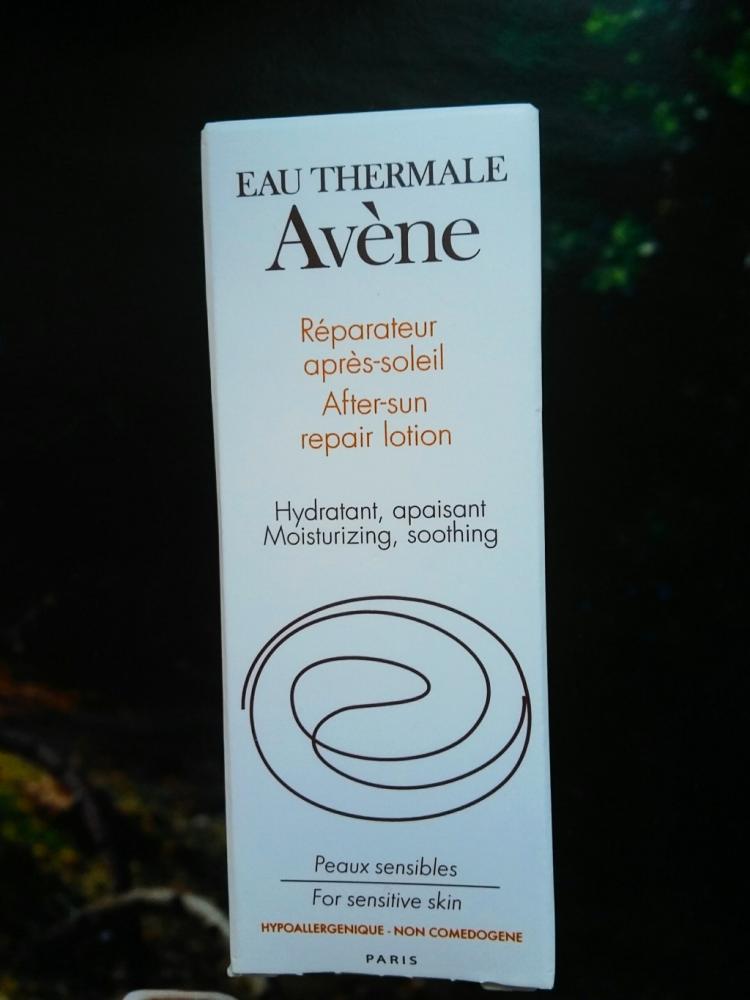 EAU THERMALE
Avène
Réparateur
après-soleil
After-sun
repair lotion
Hydratant, apaisant
Moisturizing, soothing
Peaux sensibles
For sensitive skin
HYPOALLERGENIQUE - NON COMEDOGENE
PARIS